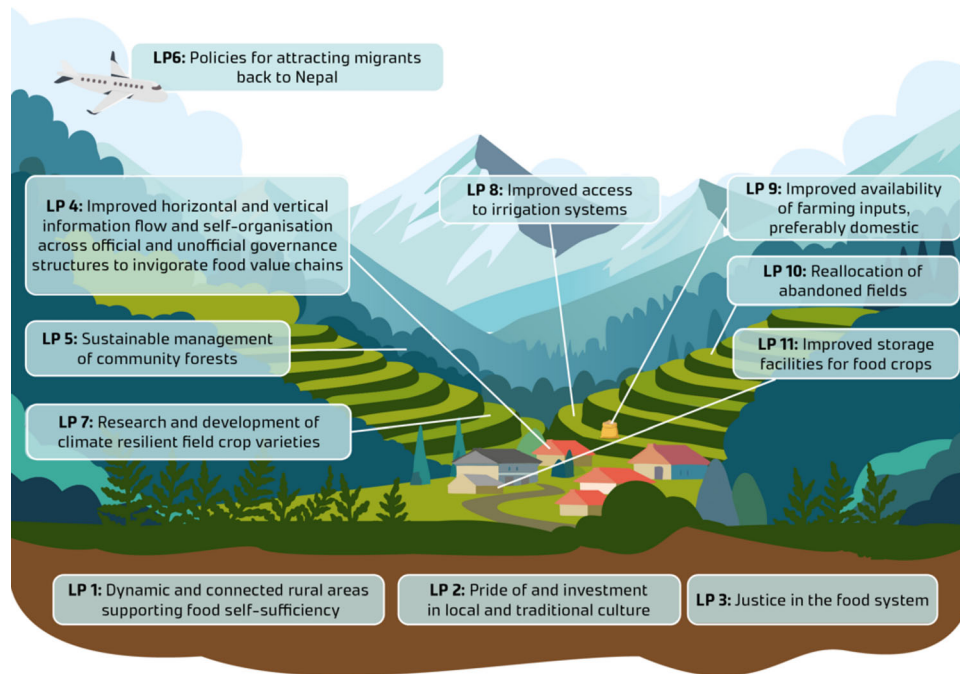 LP6: Policies for attracting migrants
back to Nepal
LP 4: Improved horizontal and vertical
information flow and self-organisation
across official and unofficial governance
structures to invigorate food value chains
LP 8: Improved access
to irrigation systems
LP 9: Improved availability
of farming inputs,
preferably domestic
LP 10: Reallocation of
abandoned fields
LP 5: Sustainable management
of community forests
LP 11: Improved storage
facilities for food crops
LP 7: Research and development of
climate resilient field crop varieties
LP 1: Dynamic and connected rural areas
supporting food self-sufficiency
LP 2: Pride of and investment
in local and traditional culture
LP 3: Justice in the food system